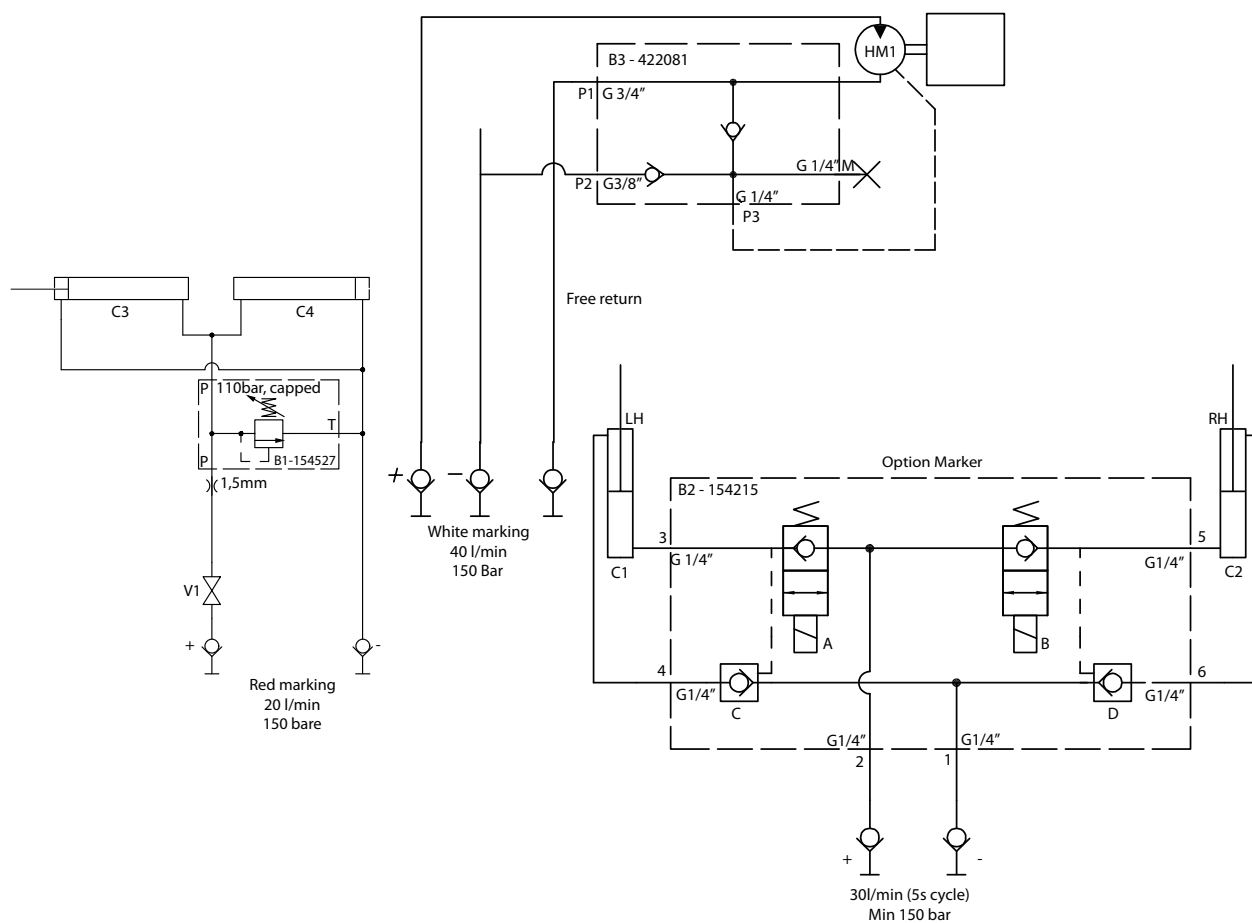 B3 - 422081
HM1
P1
G 3/4”
G 1/4”
M
P2
G3/8”
G 1/4”
P3
Free return
C3
C4
P
110bar, capped
T
B1-154527
P
1,5mm
V1
+
-
Red marking
20 l/min
150 bare
+
−
White marking
40 l/min
150 Bar
Option Marker
LH
RH
B2 - 154215
3
G 1/4”
5
G1/4”
C1
C2
A
B
4
G1/4”
6
G1/4”
C
D
G1/4”
G1/4”
2
1
+
-
30l/min (5s cycle)
Min 150 bar